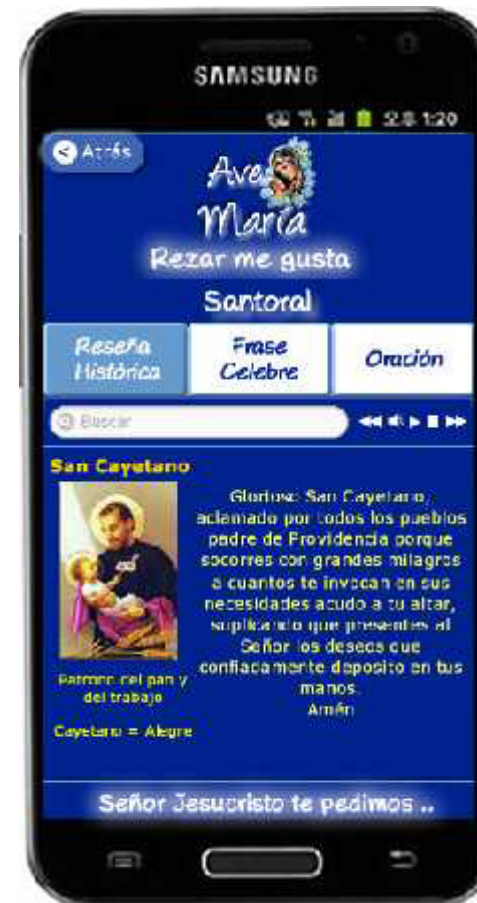 SAMSUNG
1:20
Atrás
Ave
María
Rezar me gusta
Santoral
Reseña
Histórica
Frase
Celebre
Oración
Buscar
San Cayetano
Glorioso San Cayetano,
aclamado por todos los pueblos
padre de Providencia porque
socorres con grandes milagros
a cuantos te invocan en sus
necesidades acudo a tu altar,
suplicando que presentes al
Señor los deseos que
confiadamente deposito en tus
manos.
Amén
Patrono del pan y
del trabajo
Cayetano = Alegre
Señor Jesucristo te pedimos ..